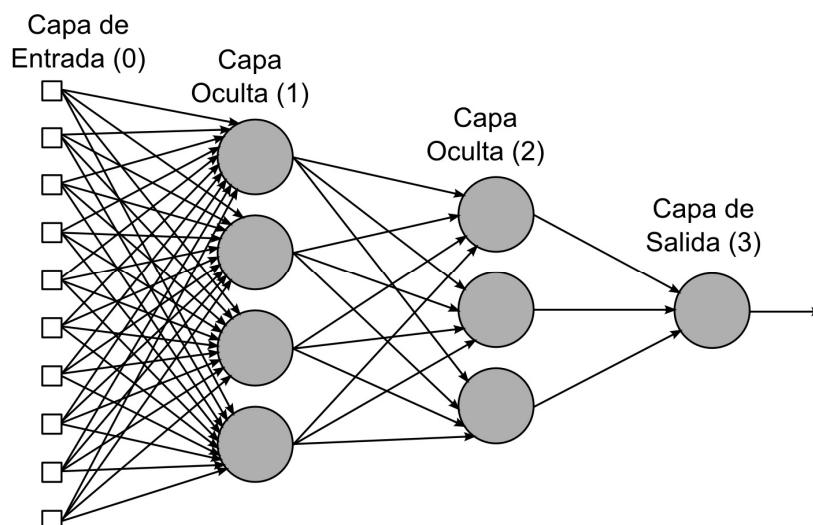 Capa de
Entrada (0)
Capa
Oculta (1)
Capa
Oculta (2)
Capa de
Salida (3)